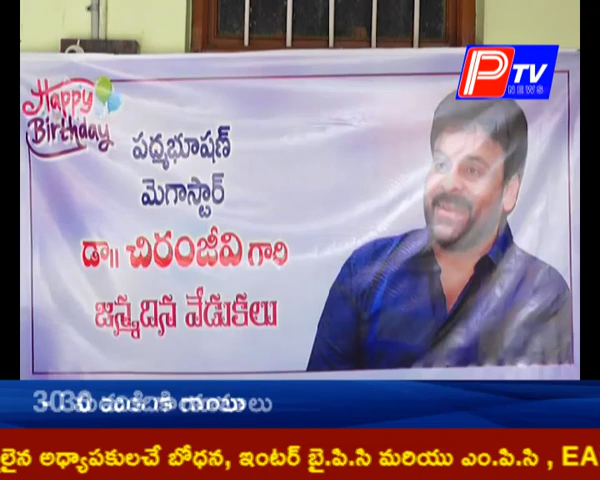 P TV
NEWS
Happy
Birthday
పద్మభూషణ్
మెగాస్టార్
డా|| చిరంజీవి గారి
జన్మదిన వేడుకలు
లైన అధ్యాపకులచే బోధన, ఇంటర్ బై.పి.సి మరియు ఎం.పి.సి , EA